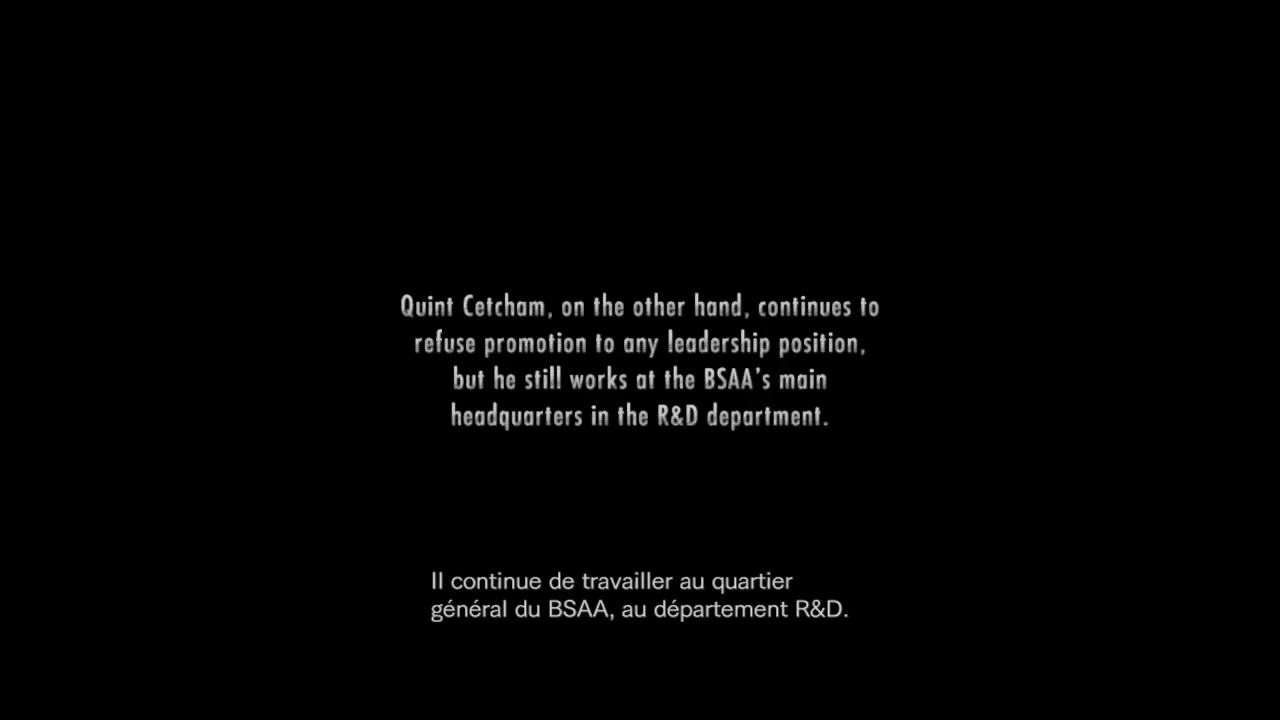 Quint Cetcham, on the other hand, continues to
refuse promotion to any leadership position,
but he still works at the BSAA's main
headquarters in the R&D department.
Il continue de travailler au quartier
général du BSAA, au département R&D.